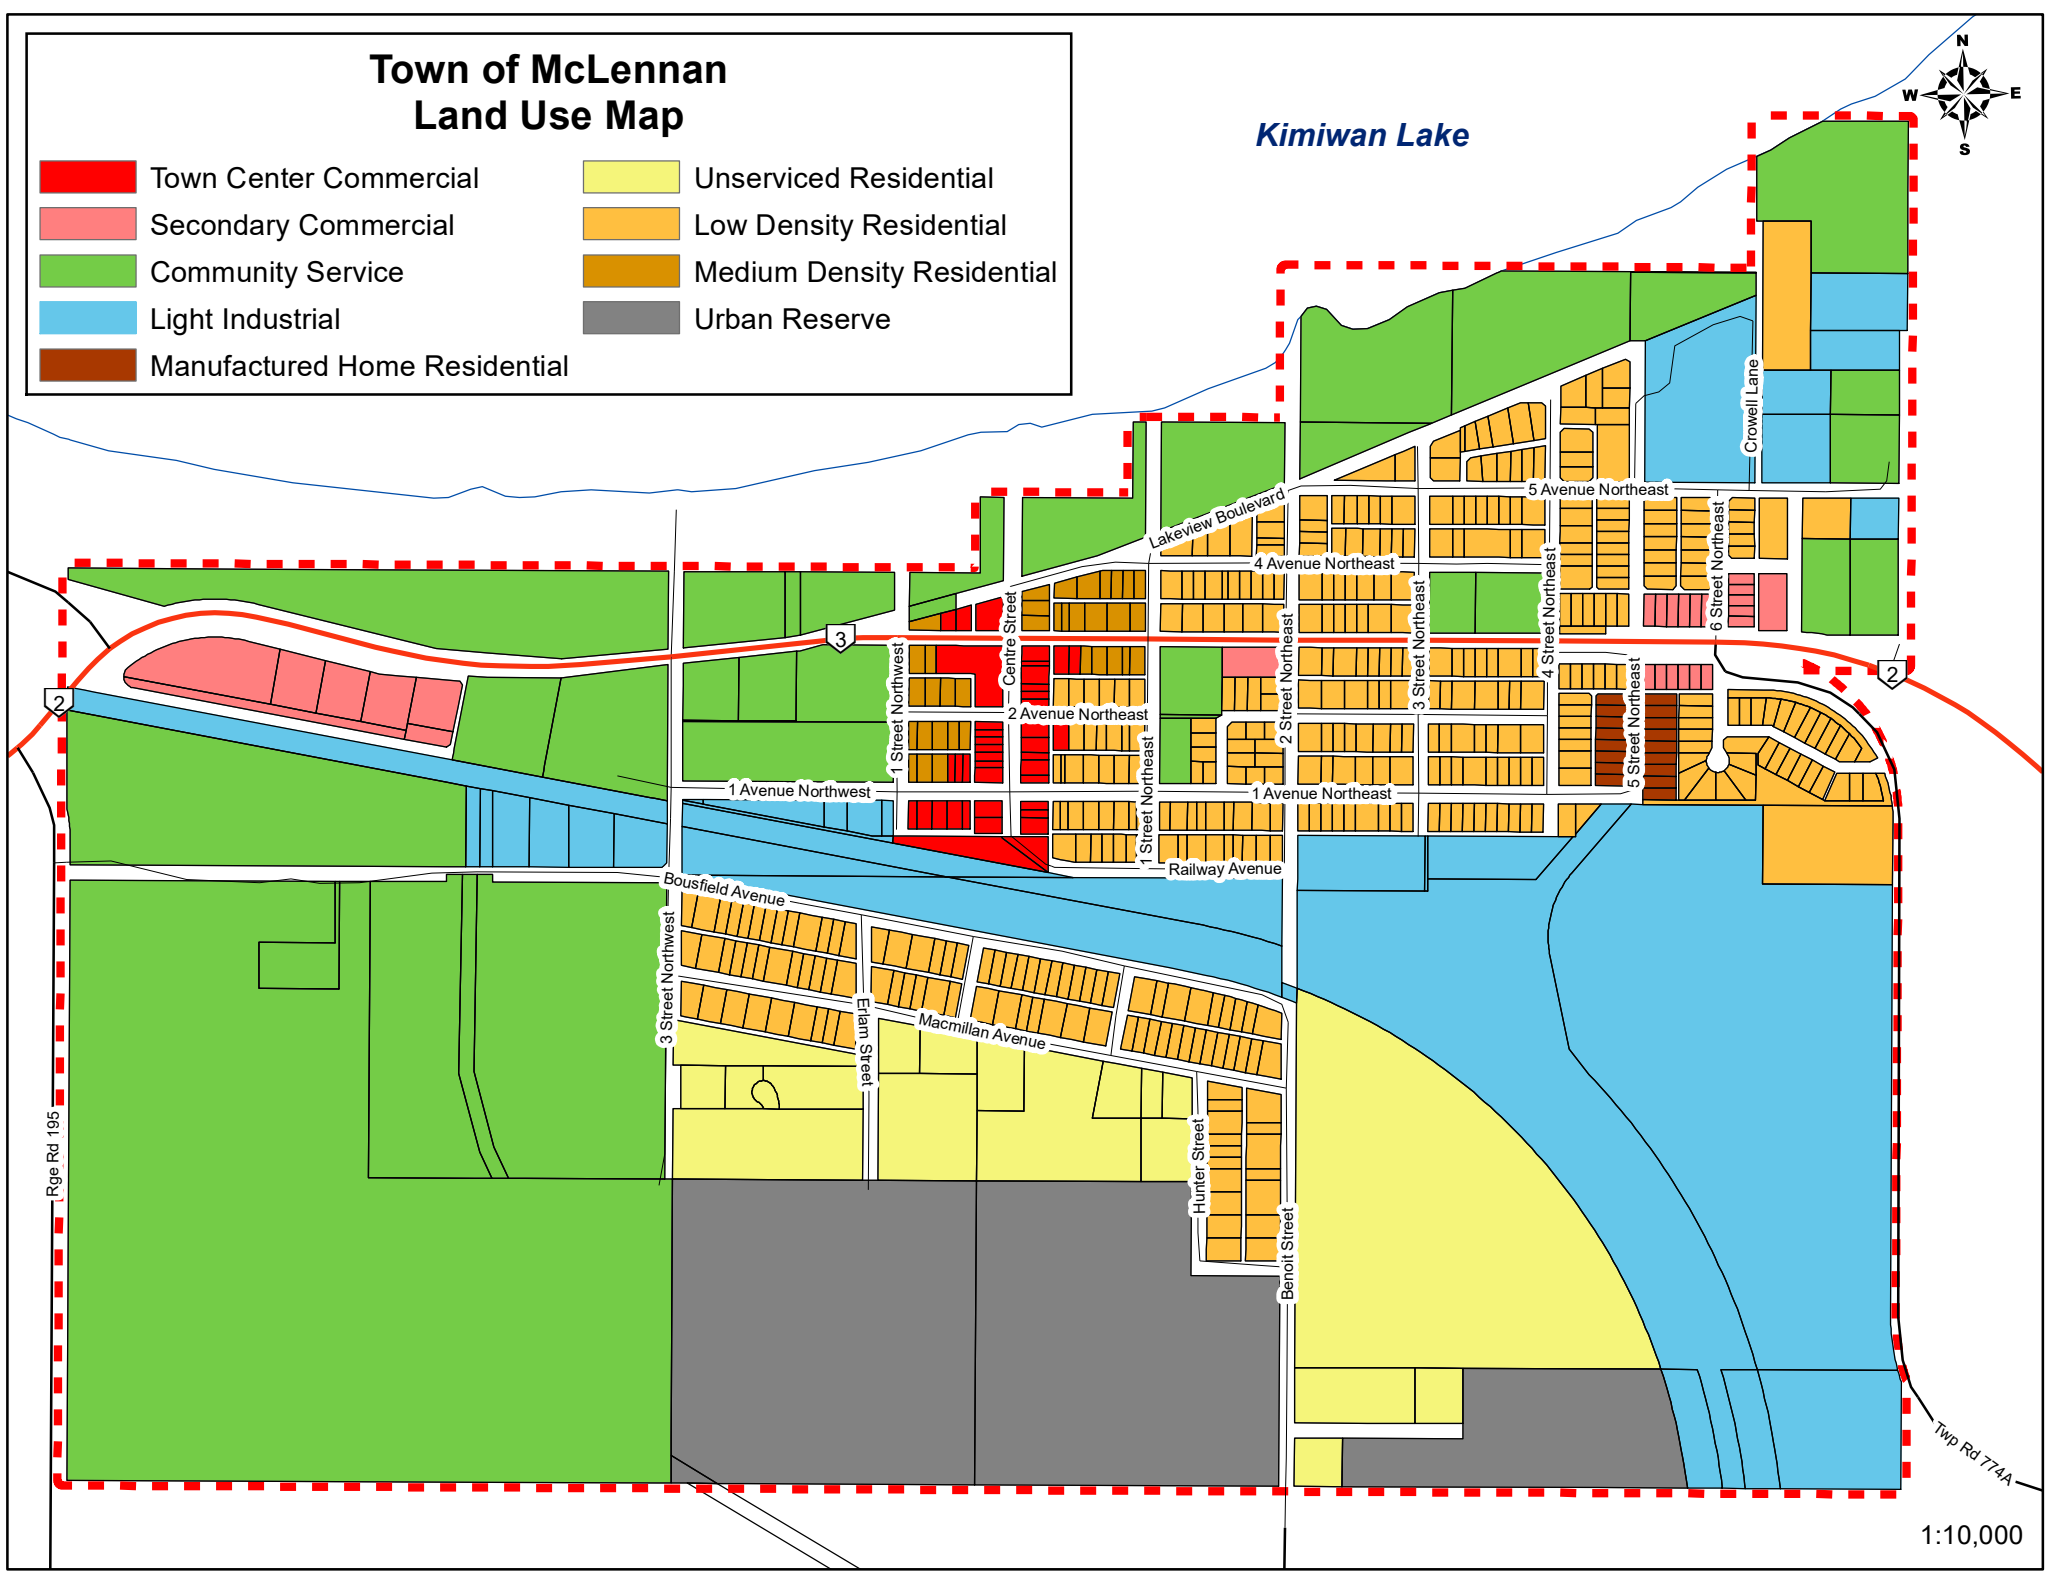 Town of McLennan
Land Use Map
Town Center Commercial
Secondary Commercial
Community Service
Light Industrial
Manufactured Home Residential
Unserviced Residential
Low Density Residential
Medium Density Residential
Urban Reserve
N
W
E
S
Kimiwan Lake
Crowell Lane
5 Avenue Northeast
Lakeview Boulevard
4 Avenue Northeast
6 Street Northeast
4 Street Northeast
3 Street Northeast
2 Street Northeast
Centre Street
1 Street Northwest
3
2
2
2 Avenue Northeast
5 Street Northeast
1 Street Northeast
1 Avenue Northwest
1 Avenue Northeast
Railway Avenue
Bousfield Avenue
3 Street Northwest
Erlam Street
Macmillan Avenue
Hunter Street
Benoit Street
Rge Rd 195
Twp Rd 774A
1:10,000